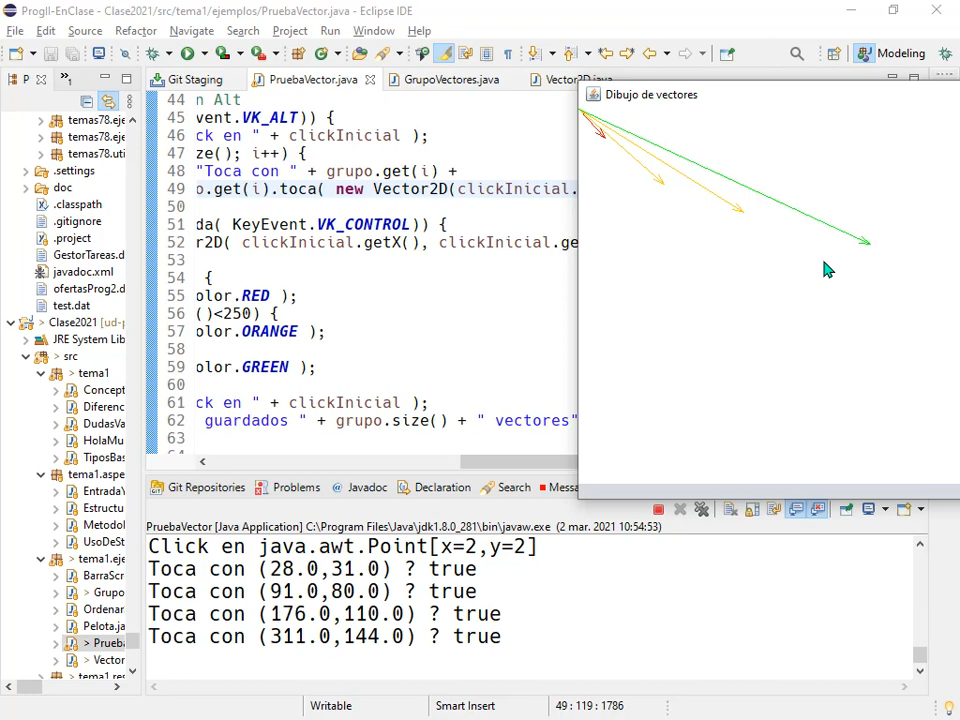 ProgII-EnClase - Clase2021/src/tema1/ejemplos/PruebaVector.java - Eclipse IDE
File Edit Source Refactor Navigate Search Project Run Window Help
Modeling
P
Git Staging
PruebaVector.java
GrupoVectores.java
Vector2D.java
temas78.eje
temas78.eje
temas78.uti
.settings
doc
.classpath
.gitignore
.project
GestorTareas.
javadoc.xml
ofertasProg2.d
test.dat
Clase2021 [ud-p
JRE System Lib
> src
> tema1
Concept
Diferenc
DudasVa
HolaMu
TiposBas
tema1.aspe
EntradaY
Estructu
Metodol
UsoDeSt
tema1.eje
BarraScr
> Grupo
Ordenar
Pelota.ja
> Prueba
> Vector
tema1.res
44 n Alt
45 vent.VK_ALT)) {
46 ck en " + clickInicial );
47 ze(); i++) {
48 "Toca con " + grupo.get(i) +
49 o.get(i).toca( new Vector2D(clickInicial.
50
51 da( KeyEvent.VK_CONTROL)) {
52 r2D( clickInicial.getX(), clickInicial.ge
53
54 {
55 olor.RED );
56 ()<250) {
57 olor.ORANGE );
58
59 olor.GREEN );
60
61 ck en " + clickInicial );
62 guardados " + grupo.size() + " vectores"
63
Dibujo de vectores
Git Repositories Problems Javadoc Declaration Search Messa
PruebaVector [Java Application] C:\Program Files\Java\jdk1.8.0_281\bin\javaw.exe (2 mar. 2021 10:54:53)
Click en java.awt.Point[x=2,y=2]
Toca con (28.0,31.0) ? true
Toca con (91.0,80.0) ? true
Toca con (176.0,110.0) ? true
Toca con (311.0,144.0) ? true
Writable Smart Insert 49 : 119 : 1786